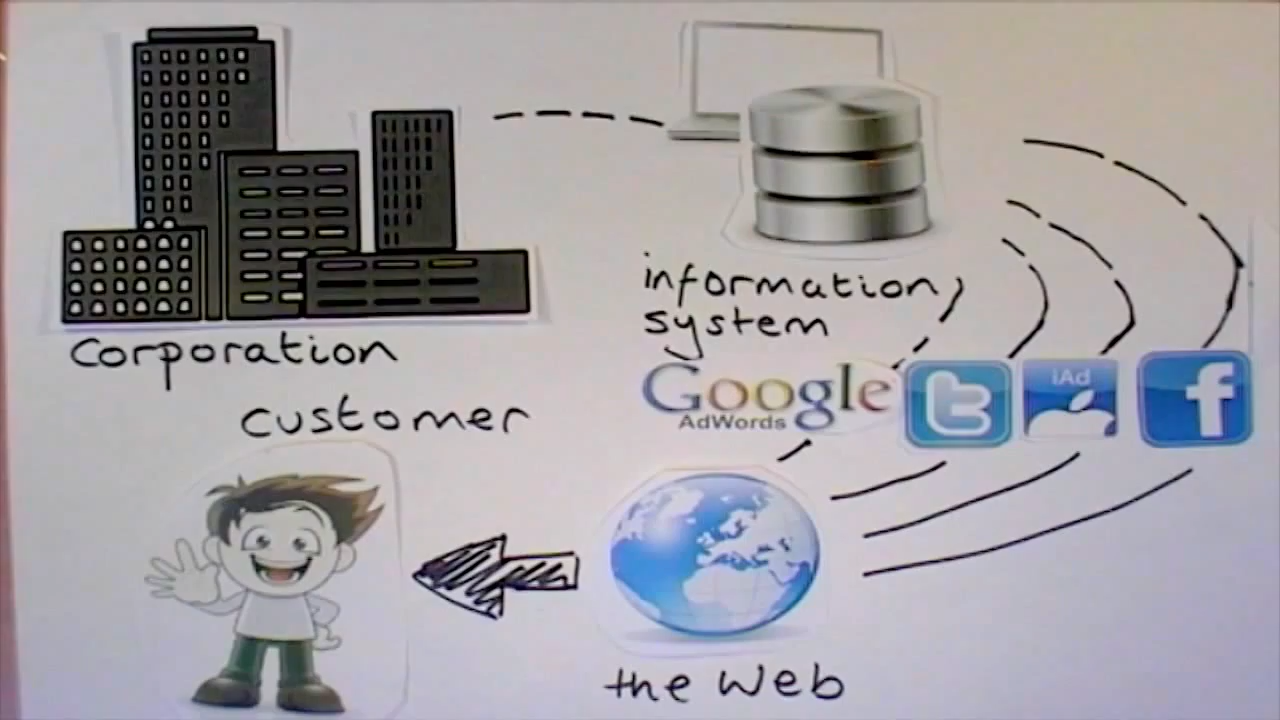 corporation
information
system
Google
AdWords
iAd
customer
the Web